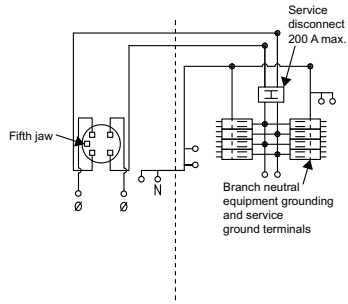 Service
disconnect
200 A max.
Fifth jaw
Ø
Ø
N
Branch neutral
equipment grounding
and service
ground terminals